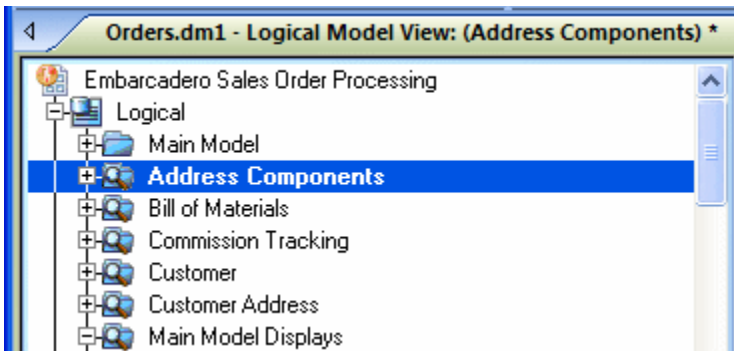 Orders.dm1 - Logical Model View: (Address Components) *
Embarcadero Sales Order Processing
Logical
Main Model
Address Components
Bill of Materials
Commission Tracking
Customer
Customer Address
Main Model Displays